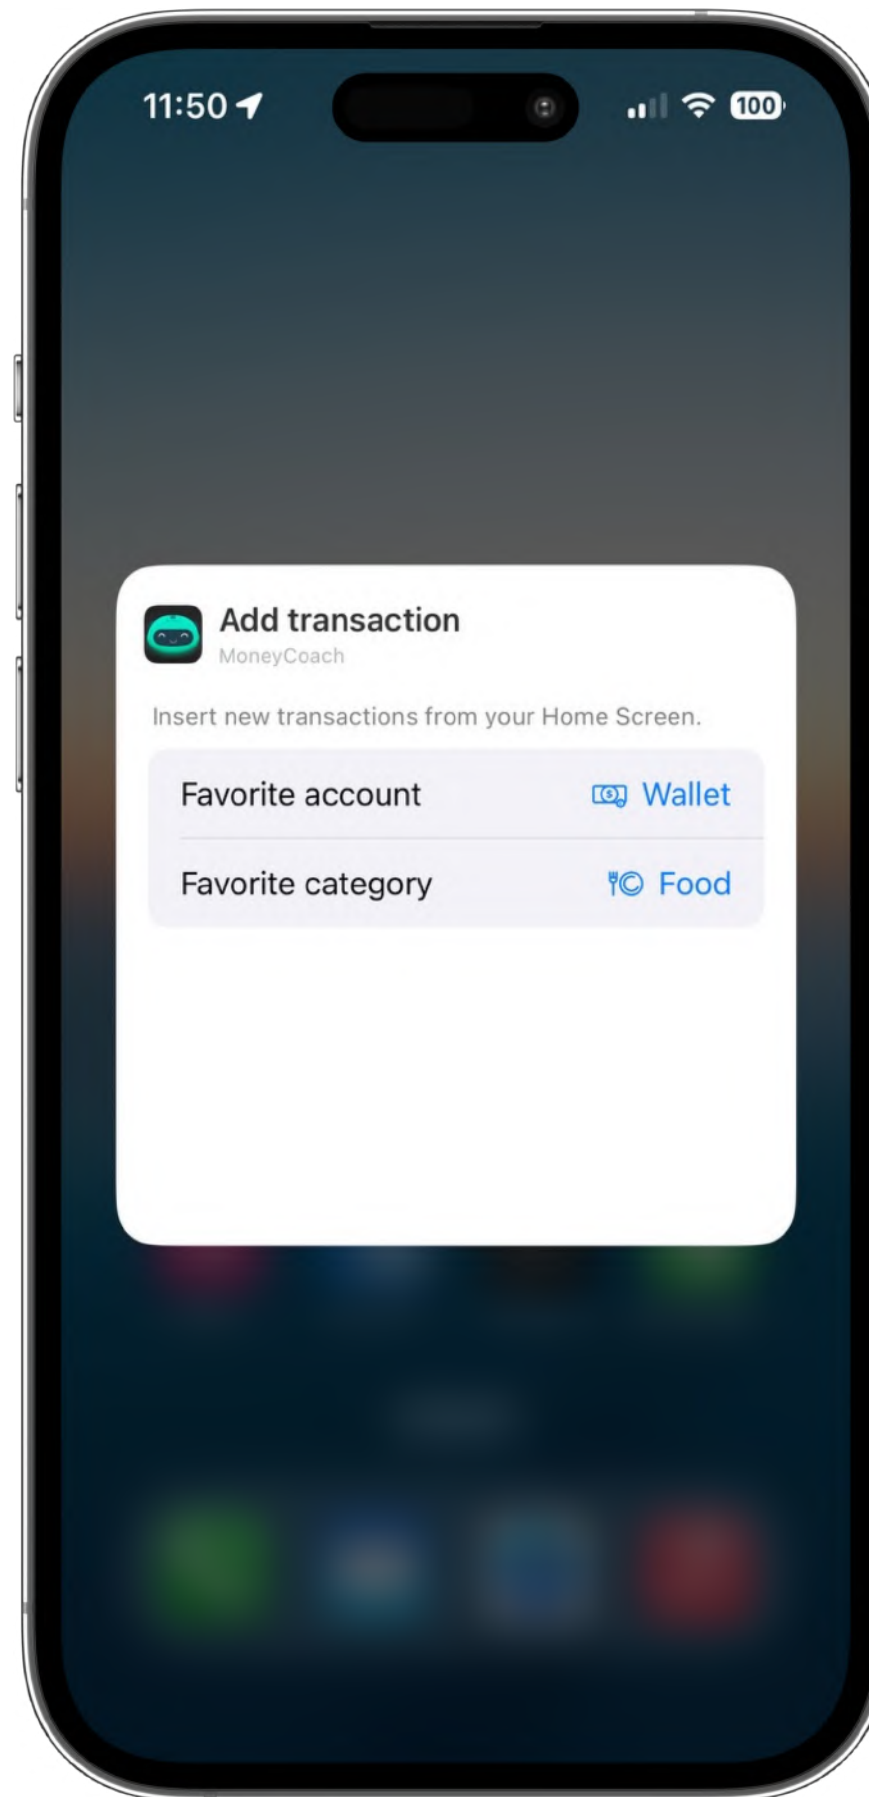 11:50 100
Add transaction
MoneyCoach
Insert new transactions from your Home Screen.
Favorite account Wallet
Favorite category Food